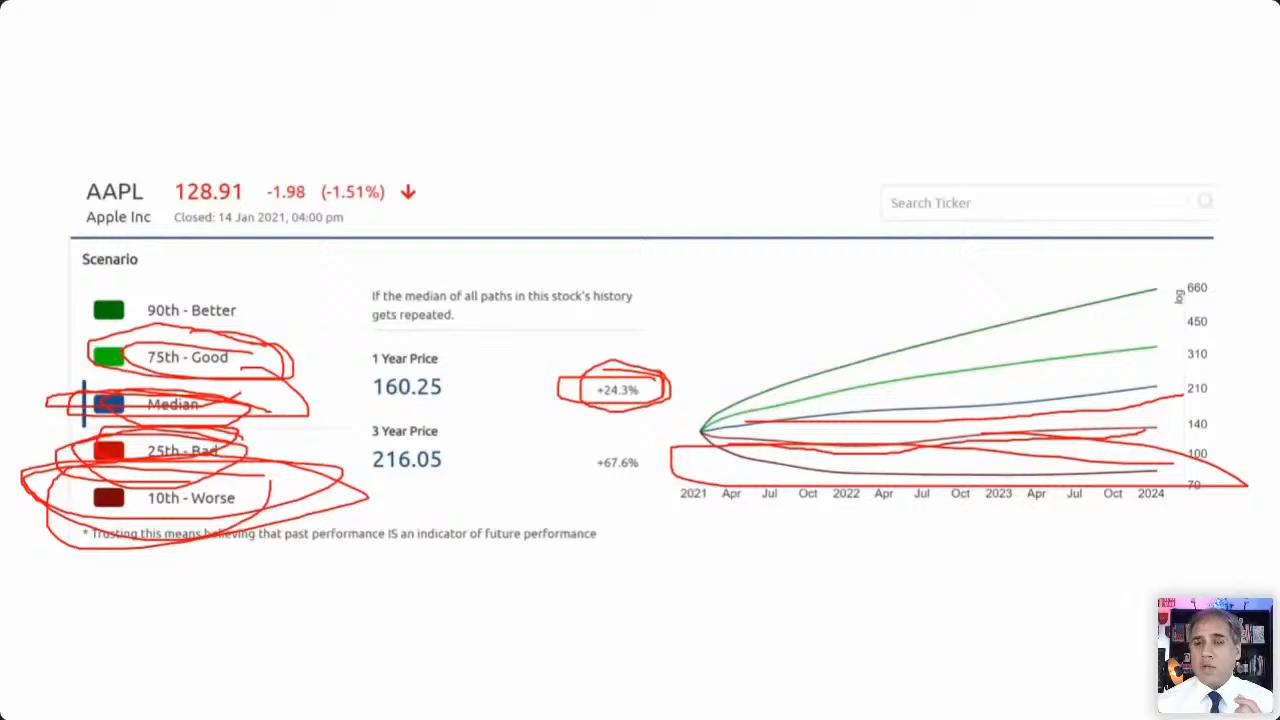 AAPL 128.91 -1.98 (-1.51%)
Apple Inc Closed: 14 Jan 2021, 04:00 pm
Search Ticker
Scenario
90th - Better
75th - Good
Median
25th - Bad
10th - Worse
If the median of all paths in this stock's history
gets repeated.
1 Year Price
160.25 +24.3%
3 Year Price
216.05 +67.6%
log
660
450
310
210
140
100
70
2021 Apr Jul Oct 2022 Apr Jul Oct 2023 Apr Jul Oct 2024
* Trusting this means believing that past performance IS an indicator of future performance